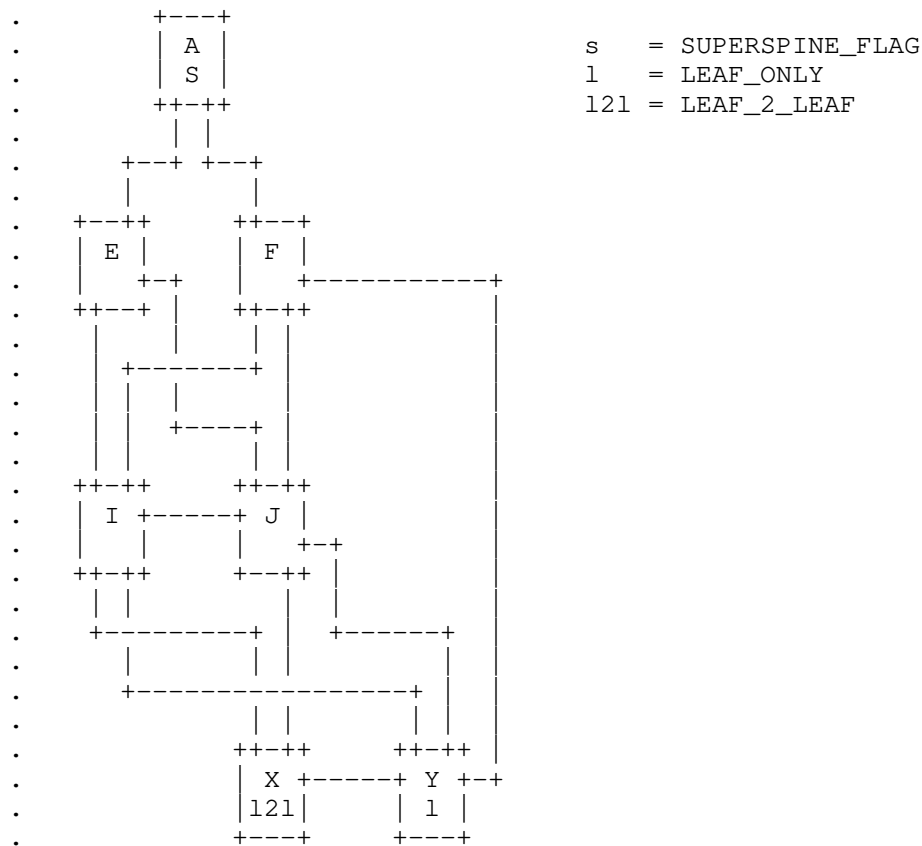 A
s = SUPERSPINE_FLAG
S
l = LEAF_ONLY
l2l = LEAF_2_LEAF
E
F
I
J
X
Y
l2l
l